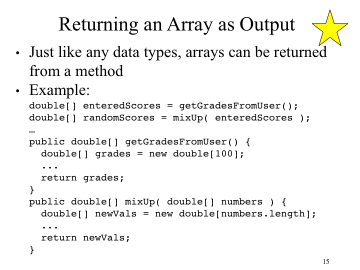 Returning an Array as Output
• Just like any data types, arrays can be returned
from a method
• Example:
double[] enteredScores = getGradesFromUser();
double[] randomScores = mixUp( enteredScores );
…
public double[] getGradesFromUser() {
double[] grades = new double[100];
...
return grades;
}
public double[] mixUp( double[] numbers ) {
double[] newVals = new double[numbers.length];
...
return newVals;
}
15